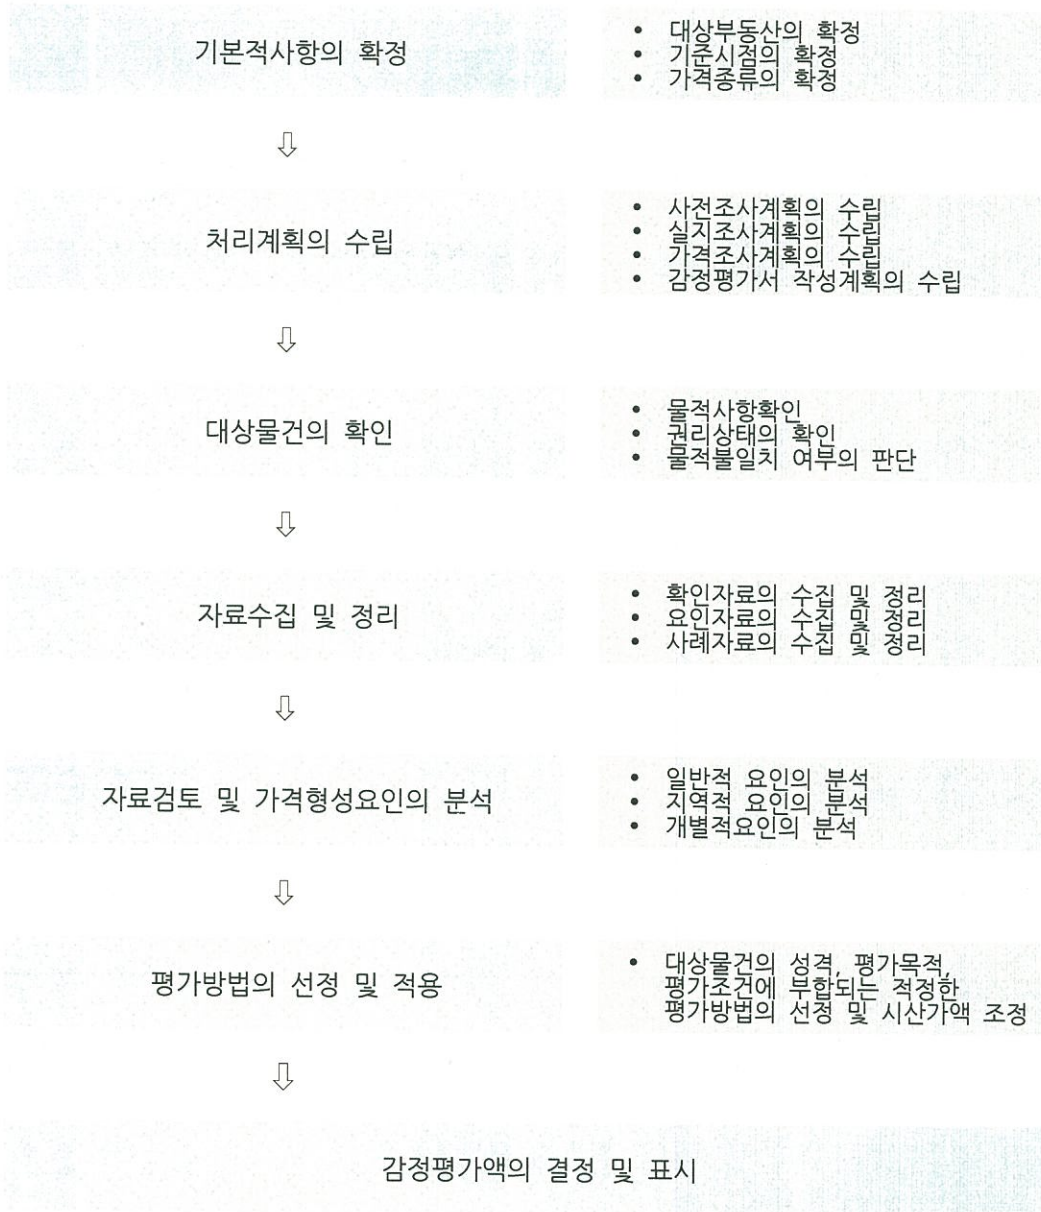 기본적사항의 확정
• 대상부동산의 확정
• 기준시점의 확정
• 가격종류의 확정
⇩
처리계획의 수립
• 사전조사계획의 수립
• 실지조사계획의 수립
• 가격조사계획의 수립
• 감정평가서 작성계획의 수립
⇩
대상물건의 확인
• 물적사항확인
• 권리상태의 확인
• 물적불일치 여부의 판단
⇩
자료수집 및 정리
• 확인자료의 수집 및 정리
• 요인자료의 수집 및 정리
• 사례자료의 수집 및 정리
⇩
자료검토 및 가격형성요인의 분석
• 일반적 요인의 분석
• 지역적 요인의 분석
• 개별적요인의 분석
⇩
평가방법의 선정 및 적용
• 대상물건의 성격, 평가목적,
평가조건에 부합되는 적정한
평가방법의 선정 및 시산가액 조정
⇩
감정평가액의 결정 및 표시